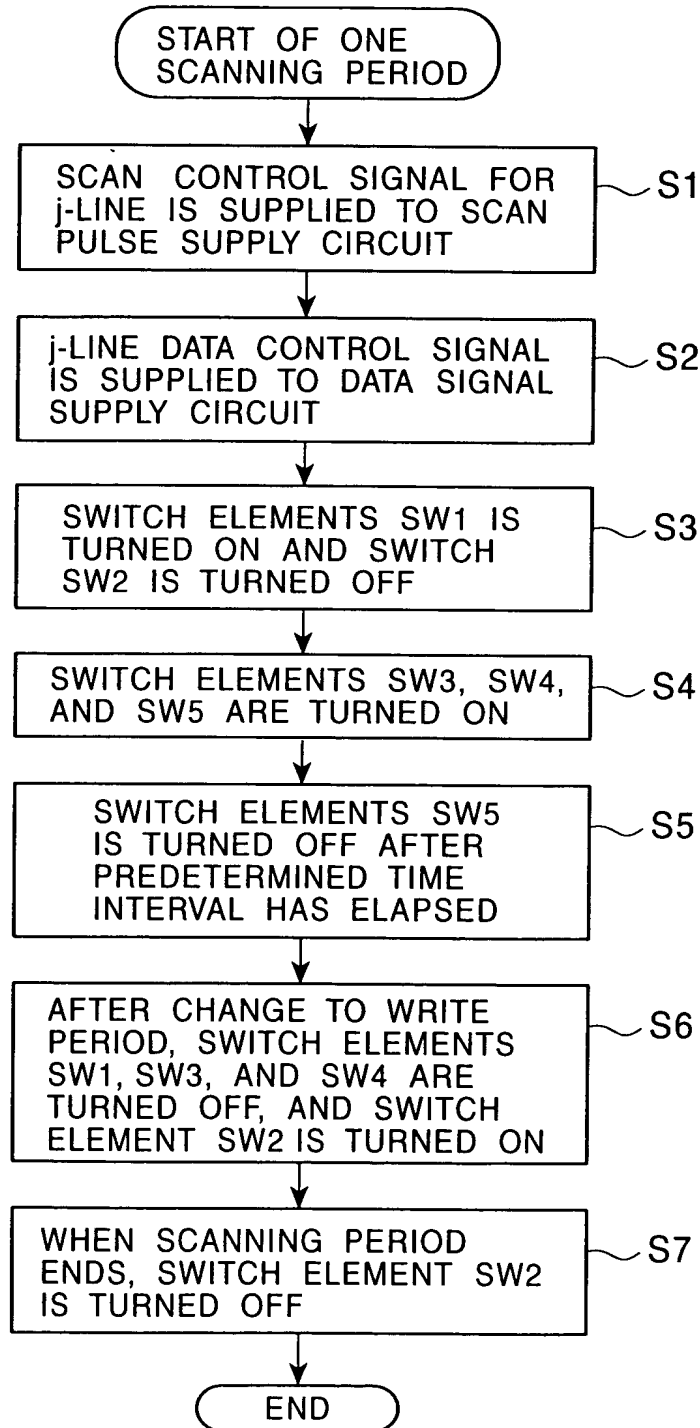 START OF ONE
SCANNING PERIOD
SCAN CONTROL SIGNAL FOR
j-LINE IS SUPPLIED TO SCAN
PULSE SUPPLY CIRCUIT
S1
j-LINE DATA CONTROL SIGNAL
IS SUPPLIED TO DATA SIGNAL
SUPPLY CIRCUIT
S2
SWITCH ELEMENTS SW1 IS
TURNED ON AND SWITCH
SW2 IS TURNED OFF
S3
SWITCH ELEMENTS SW3, SW4,
AND SW5 ARE TURNED ON
S4
SWITCH ELEMENTS SW5
IS TURNED OFF AFTER
PREDETERMINED TIME
INTERVAL HAS ELAPSED
S5
AFTER CHANGE TO WRITE
PERIOD, SWITCH ELEMENTS
SW1, SW3, AND SW4 ARE
TURNED OFF, AND SWITCH
ELEMENT SW2 IS TURNED ON
S6
WHEN SCANNING PERIOD
ENDS, SWITCH ELEMENT SW2
IS TURNED OFF
S7
END